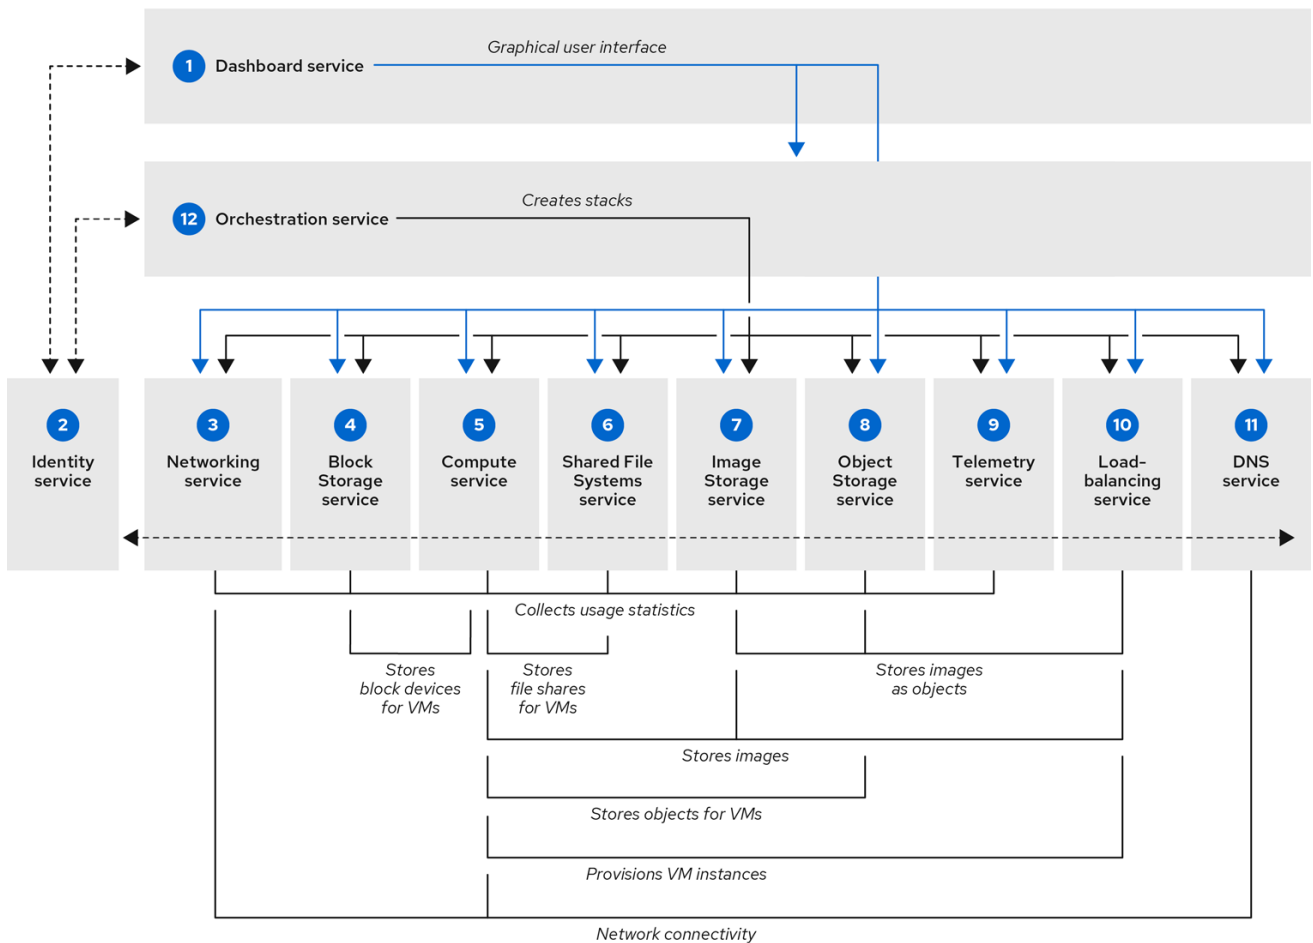 Graphical user interface
1 Dashboard service
Creates stacks
12 Orchestration service
2
Identity
service
3
Networking
service
4
Block
Storage
service
5
Compute
service
6
Shared File
Systems
service
7
Image
Storage
service
8
Object
Storage
service
9
Telemetry
service
10
Load-
balancing
service
11
DNS
service
Collects usage statistics
Stores
block devices
for VMs
Stores
file shares
for VMs
Stores images
as objects
Stores images
Stores objects for VMs
Provisions VM instances
Network connectivity